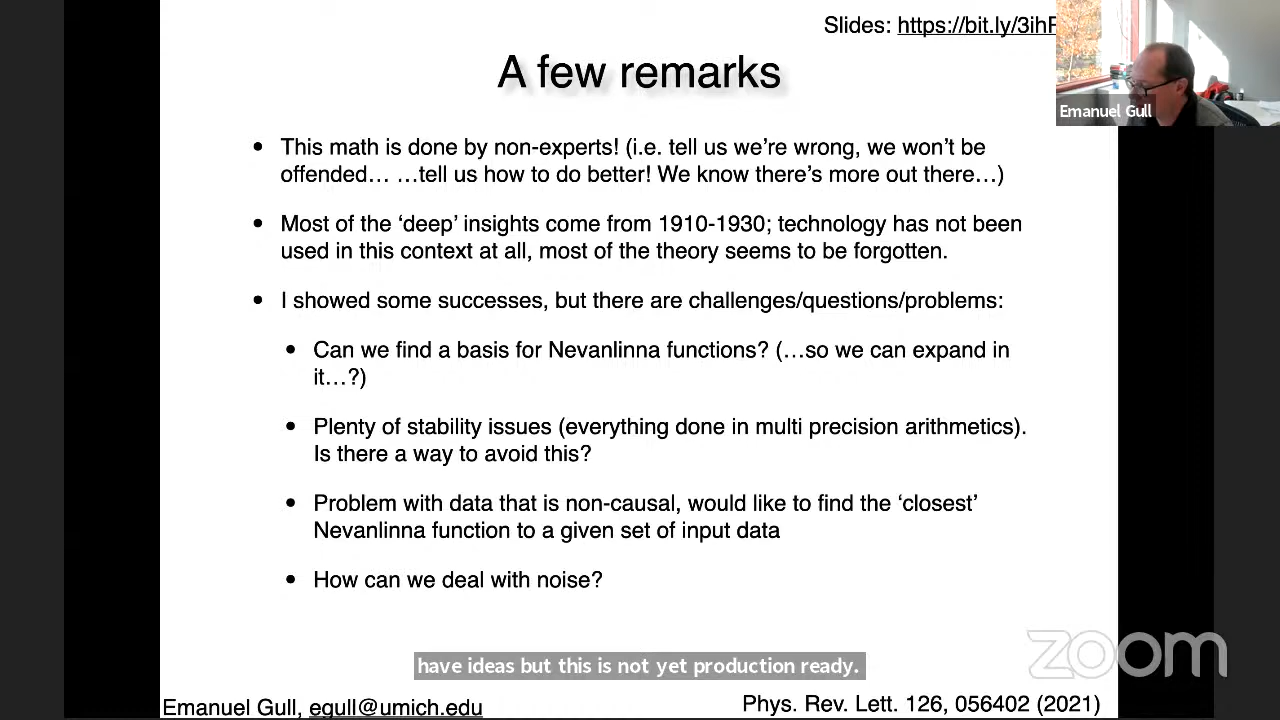 Slides: https://bit.ly/3ih
A few remarks
Emanuel Gull
• This math is done by non-experts! (i.e. tell us we’re wrong, we won’t be
offended… …tell us how to do better! We know there’s more out there…)
• Most of the ‘deep’ insights come from 1910-1930; technology has not been
used in this context at all, most of the theory seems to be forgotten.
• I showed some successes, but there are challenges/questions/problems:
• Can we find a basis for Nevanlinna functions? (…so we can expand in
it…?)
• Plenty of stability issues (everything done in multi precision arithmetics).
Is there a way to avoid this?
• Problem with data that is non-causal, would like to find the ‘closest’
Nevanlinna function to a given set of input data
• How can we deal with noise?
zoom
have ideas but this is not yet production ready.
Emanuel Gull, egull@umich.edu
Phys. Rev. Lett. 126, 056402 (2021)